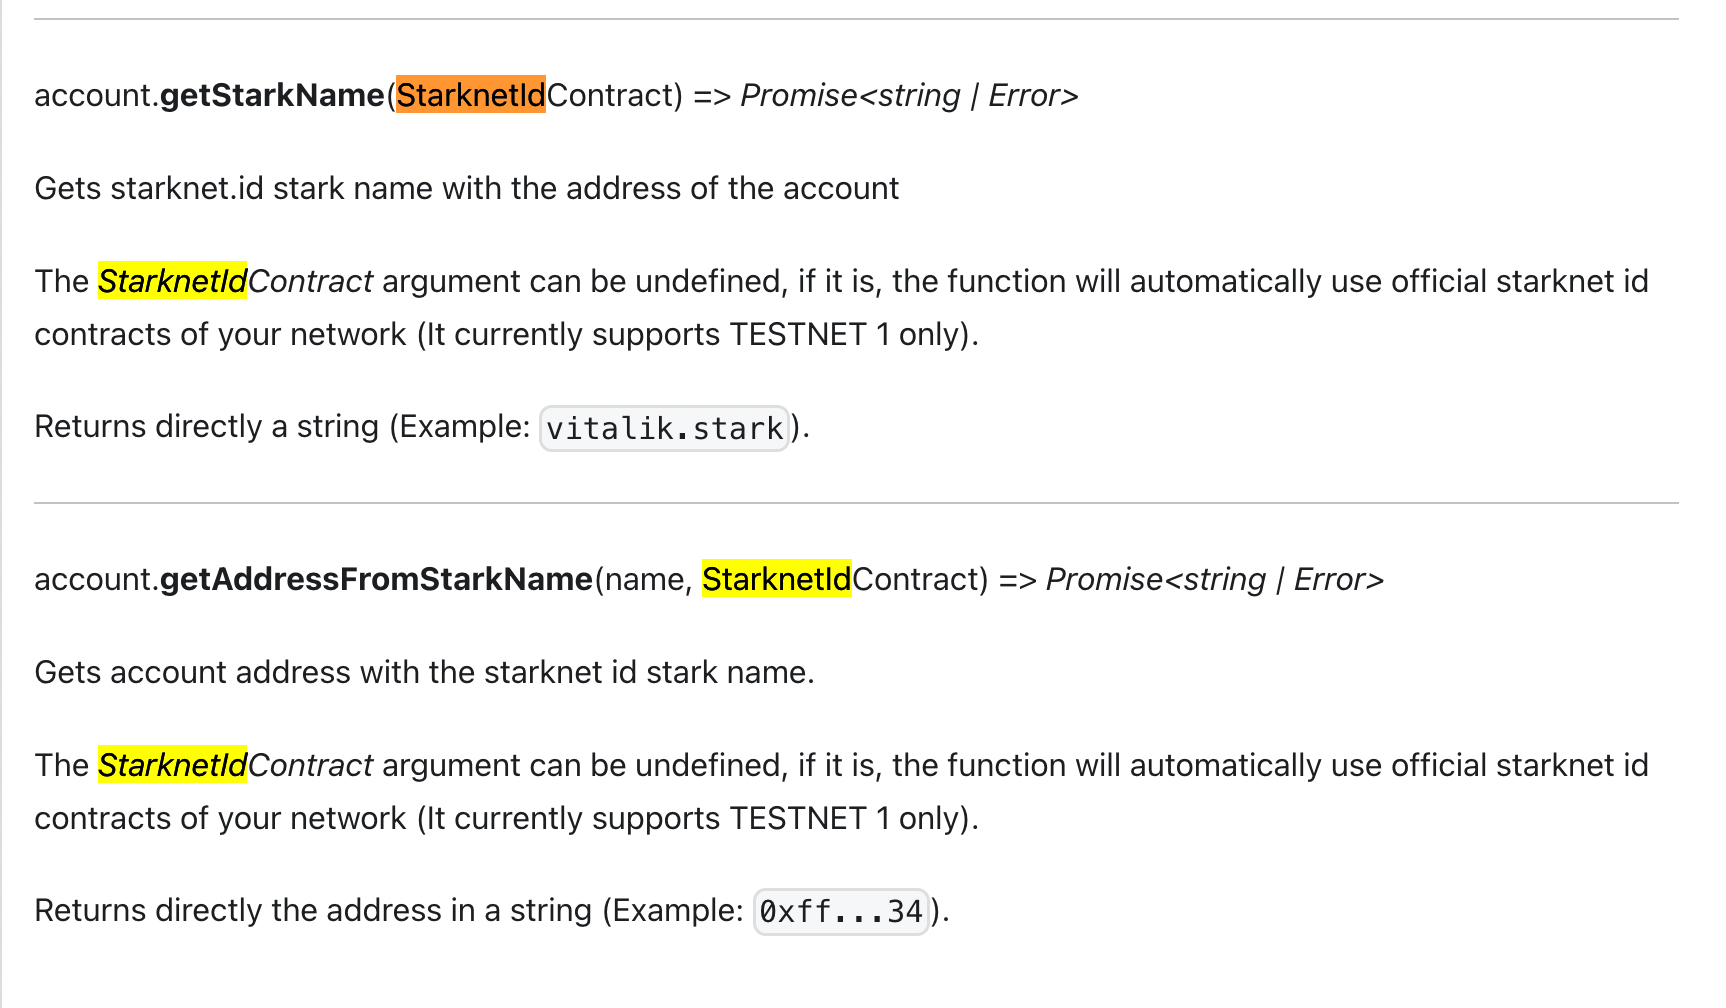 account.getStarkName(StarknetIdContract) => Promise<string | Error>
Gets starknet.id stark name with the address of the account
The StarknetIdContract argument can be undefined, if it is, the function will automatically use official starknet id
contracts of your network (It currently supports TESTNET 1 only).
Returns directly a string (Example: vitalik.stark).
account.getAddressFromStarkName(name, StarknetIdContract) => Promise<string | Error>
Gets account address with the starknet id stark name.
The StarknetIdContract argument can be undefined, if it is, the function will automatically use official starknet id
contracts of your network (It currently supports TESTNET 1 only).
Returns directly the address in a string (Example: 0xff...34).